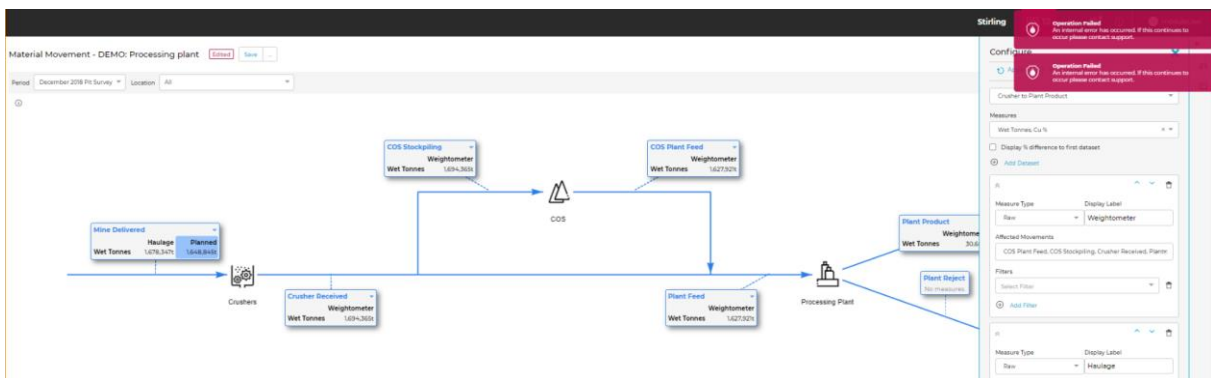 Stirling
Operation Failed
An internal error has occurred. If this continues to
occur please contact support.
Operation Failed
An internal error has occurred. If this continues to
occur please contact support.
Material Movement - DEMO: Processing plant Edited Save ...
Configure
Period December 2018 Pit Survey Location All
Crusher to Plant Product
Measures
Wet Tonnes, Cu %
Display % difference to first dataset
Add Dataset
Measure Type Display Label
Raw Weightometer
Affected Movements
COS Plant Feed, COS Stockpiling, Crusher Received,
Filters
Select Filter
Add Filter
Measure Type Display Label
Raw Haulage
COS Stockpiling
Weightometer
Wet Tonnes 1,694,365t
COS Plant Feed
Weightometer
Wet Tonnes 1,627,921t
COS
Mine Delivered
Haulage Planned
Wet Tonnes 1,678,347t 1,648,845t
Crushers
Crusher Received
Weightometer
Wet Tonnes 1,694,365t
Plant Feed
Weightometer
Wet Tonnes 1,627,921t
Processing Plant
Plant Product
Weightome
Wet Tonnes 30,6
Plant Reject
No measures